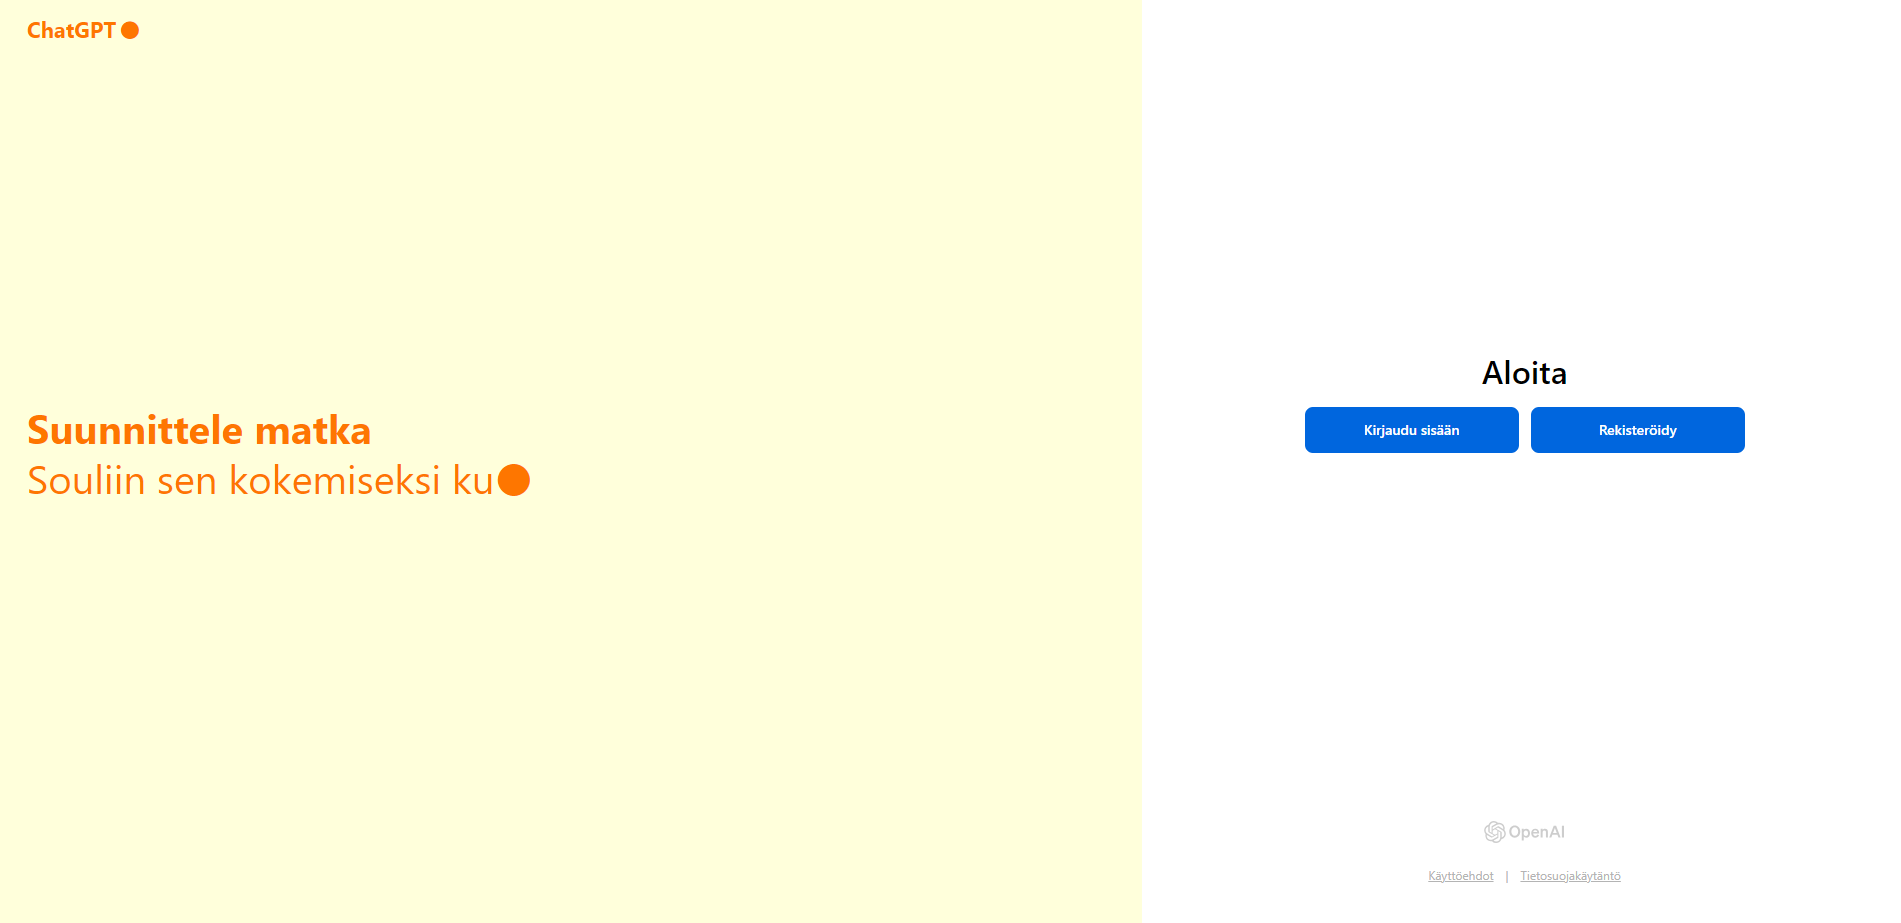 ChatGPT
Suunnittele matka
Souliin sen kokemiseksi ku
Aloita
Kirjaudu sisään
Rekisteröidy
OpenAI
Käyttöehdot | Tietosuojakäytäntö